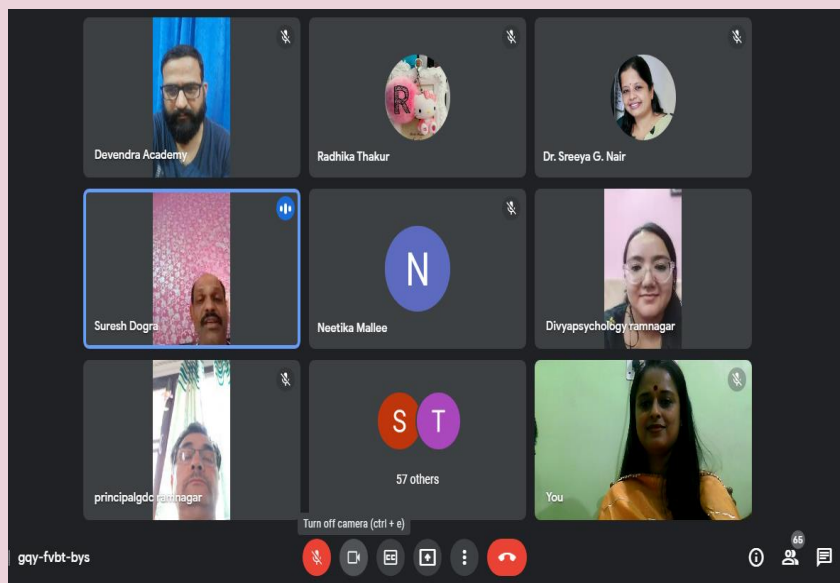 Devendra Academy
R
Radhika Thakur
Dr. Sreeya G. Nair
Suresh Dogra
N
Neetika Mallee
Divyapsychology ramnagar
principalgdc ramnagar
S T
57 others
You
Turn off camera (ctrl + e)
gqy-fvbt-bys
CC
65